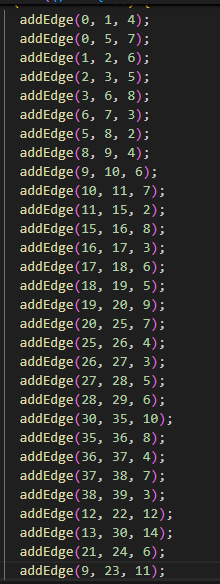 addEdge(0, 1, 4);
addEdge(0, 5, 7);
addEdge(1, 2, 6);
addEdge(2, 3, 5);
addEdge(3, 6, 8);
addEdge(6, 7, 3);
addEdge(5, 8, 2);
addEdge(8, 9, 4);
addEdge(9, 10, 6);
addEdge(10, 11, 7);
addEdge(11, 15, 2);
addEdge(15, 16, 8);
addEdge(16, 17, 3);
addEdge(17, 18, 6);
addEdge(18, 19, 5);
addEdge(19, 20, 9);
addEdge(20, 25, 7);
addEdge(25, 26, 4);
addEdge(26, 27, 3);
addEdge(27, 28, 5);
addEdge(28, 29, 6);
addEdge(30, 35, 10);
addEdge(35, 36, 8);
addEdge(36, 37, 4);
addEdge(37, 38, 7);
addEdge(38, 39, 3);
addEdge(12, 22, 12);
addEdge(13, 30, 14);
addEdge(21, 24, 6);
addEdge(9, 23, 11);